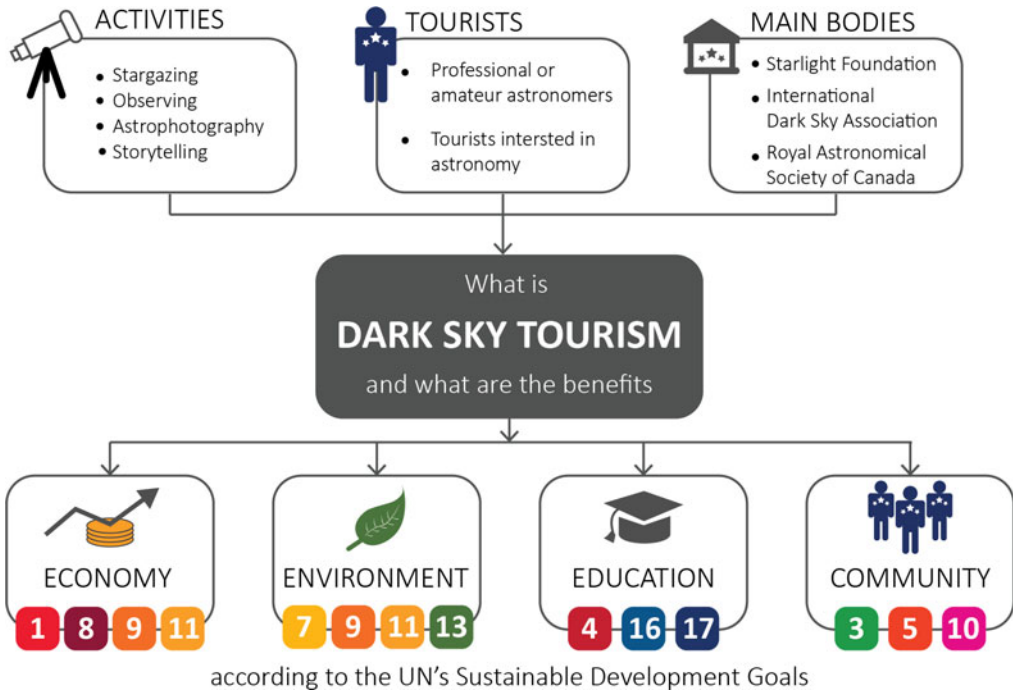 ACTIVITIES
• Stargazing
• Observing
• Astrophotography
• Storytelling
TOURISTS
• Professional or
amateur astronomers
• Tourists intersted in
astronomy
MAIN BODIES
• Starlight Foundation
• International
Dark Sky Association
• Royal Astronomical
Society of Canada
What is
DARK SKY TOURISM
and what are the benefits
ECONOMY
1 8 9 11
ENVIRONMENT
7 9 11 13
EDUCATION
4 16 17
COMMUNITY
3 5 10
according to the UN's Sustainable Development Goals